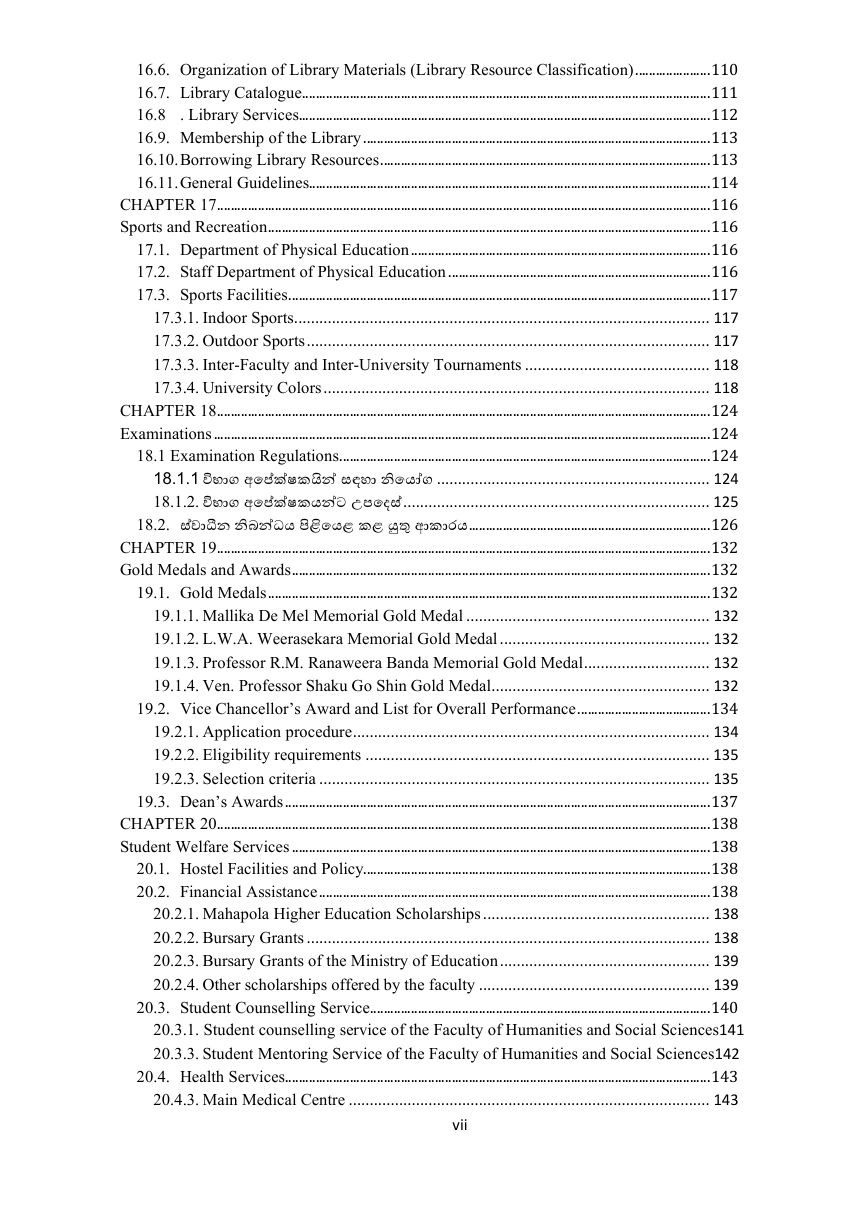 16.6. Organization of Library Materials (Library Resource Classification)......................110
16.7. Library Catalogue......................111
16.8 . Library Services......................112
16.9. Membership of the Library......................113
16.10. Borrowing Library Resources......................113
16.11. General Guidelines......................114
CHAPTER 17......................116
Sports and Recreation......................116
17.1. Department of Physical Education......................116
17.2. Staff Department of Physical Education......................116
17.3. Sports Facilities......................117
17.3.1. Indoor Sports...................... 117
17.3.2. Outdoor Sports...................... 117
17.3.3. Inter-Faculty and Inter-University Tournaments ...................... 118
17.3.4. University Colors...................... 118
CHAPTER 18......................124
Examinations......................124
18.1 Examination Regulations......................124
18.1.1 විභාග අපේක්ෂකයින් සඳහා නියෝග ...................... 124
18.1.2. විභාග අපේක්ෂකයන්ට උපදෙස්...................... 125
18.2. ස්වාධීන නිබන්ධය පිළියෙළ කළ යුතු ආකාරය......................126
CHAPTER 19......................132
Gold Medals and Awards......................132
19.1. Gold Medals......................132
19.1.1. Mallika De Mel Memorial Gold Medal ...................... 132
19.1.2. L.W.A. Weerasekara Memorial Gold Medal...................... 132
19.1.3. Professor R.M. Ranaweera Banda Memorial Gold Medal...................... 132
19.1.4. Ven. Professor Shaku Go Shin Gold Medal...................... 132
19.2. Vice Chancellor’s Award and List for Overall Performance......................134
19.2.1. Application procedure...................... 134
19.2.2. Eligibility requirements ...................... 135
19.2.3. Selection criteria ...................... 135
19.3. Dean’s Awards......................137
CHAPTER 20......................138
Student Welfare Services......................138
20.1. Hostel Facilities and Policy......................138
20.2. Financial Assistance......................138
20.2.1. Mahapola Higher Education Scholarships...................... 138
20.2.2. Bursary Grants...................... 138
20.2.3. Bursary Grants of the Ministry of Education...................... 139
20.2.4. Other scholarships offered by the faculty ...................... 139
20.3. Student Counselling Service......................140
20.3.1. Student counselling service of the Faculty of Humanities and Social Sciences141
20.3.3. Student Mentoring Service of the Faculty of Humanities and Social Sciences142
20.4. Health Services......................143
20.4.3. Main Medical Centre ...................... 143
vii